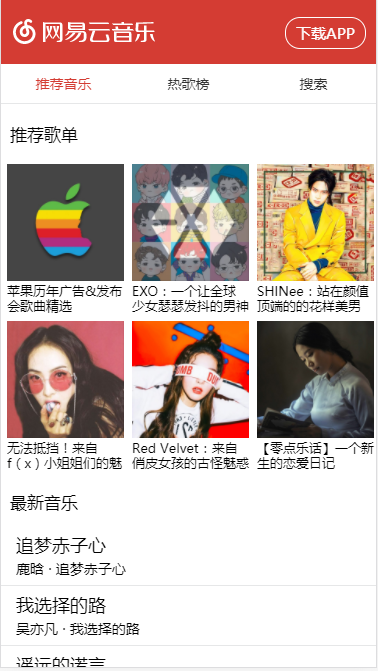 网易云音乐
下载APP
推荐音乐 热歌榜 搜索
推荐歌单
苹果历年广告&发布
会歌曲精选
EXO：一个让全球
少女瑟瑟发抖的男神
SHINee：站在颜值
顶端的的花样美男
无法抵挡！来自
f（x）小姐姐们的魅
Red Velvet：来自
俏皮女孩的古怪魅惑
【零点乐话】一个新
生的恋爱日记
最新音乐
追梦赤子心
鹿晗 · 追梦赤子心
我选择的路
吴亦凡 · 我选择的路
遥远的诺言